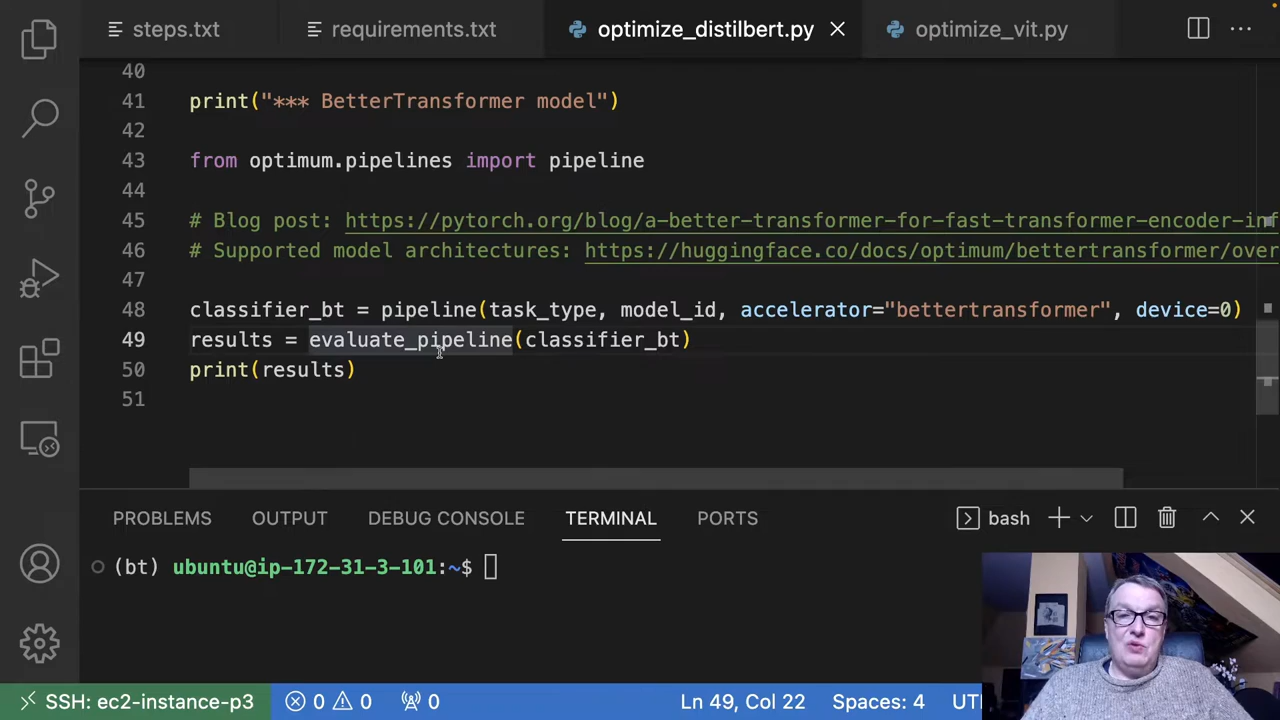 steps.txt
requirements.txt
optimize_distilbert.py
optimize_vit.py
40
41 print("*** BetterTransformer model")
42
43 from optimum.pipelines import pipeline
44
45 # Blog post: https://pytorch.org/blog/a-better-transformer-for-fast-transformer-encoder-inf
46 # Supported model architectures: https://huggingface.co/docs/optimum/bettertransformer/over
47
48 classifier_bt = pipeline(task_type, model_id, accelerator="bettertransformer", device=0)
49 results = evaluate_pipeline(classifier_bt)
50 print(results)
51
PROBLEMS OUTPUT DEBUG CONSOLE TERMINAL PORTS bash
(bt) ubuntu@ip-172-31-3-101:~$
SSH: ec2-instance-p3 0 0 0 Ln 49, Col 22 Spaces: 4 UT